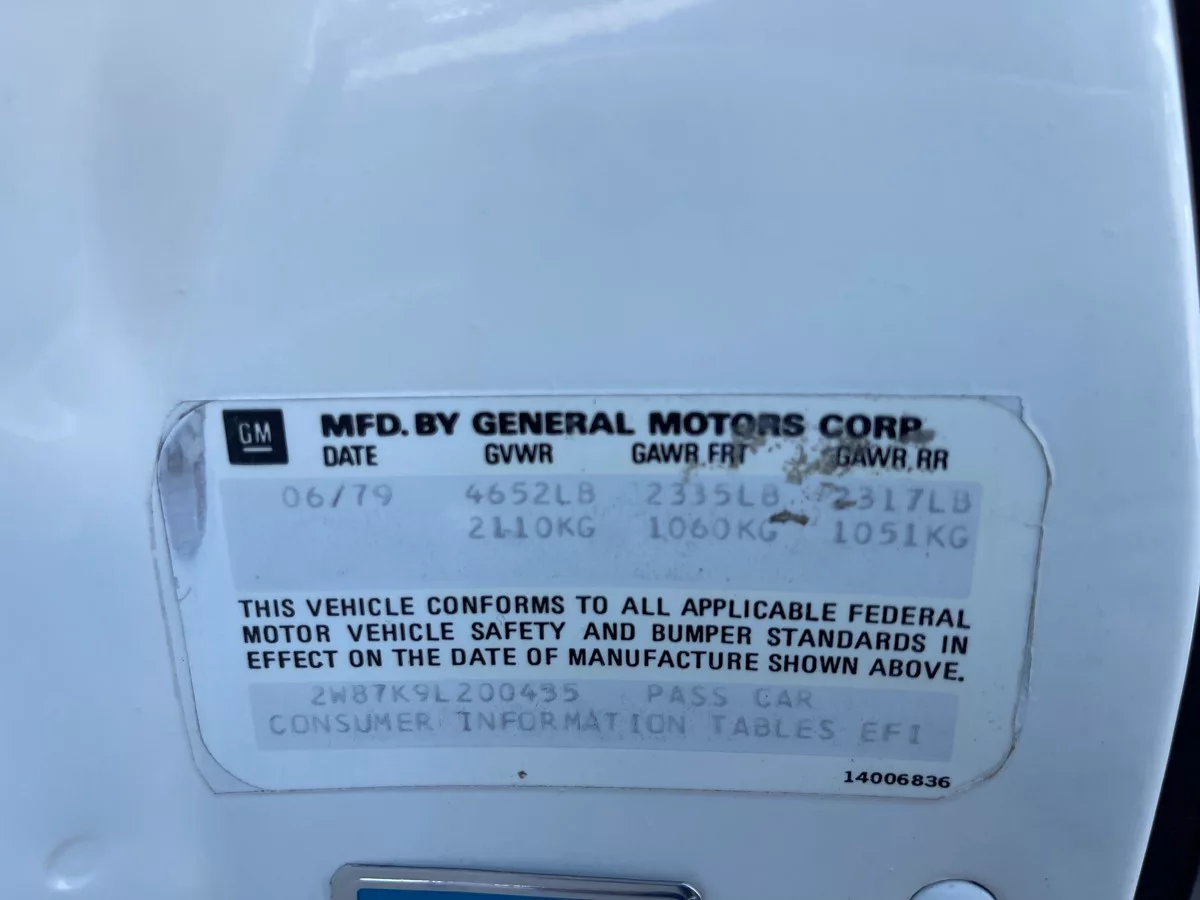 GM MFD. BY GENERAL MOTORS CORP.
DATE GVWR GAWR FRT GAWR RR
06/79 4652LB 2335LB 2317LB
2110KG 1060KG 1051KG
THIS VEHICLE CONFORMS TO ALL APPLICABLE FEDERAL
MOTOR VEHICLE SAFETY AND BUMPER STANDARDS IN
EFFECT ON THE DATE OF MANUFACTURE SHOWN ABOVE.
2W87K9L200495 PASS CAR
CONSUMER INFORMATION TABLES EFI
14006836